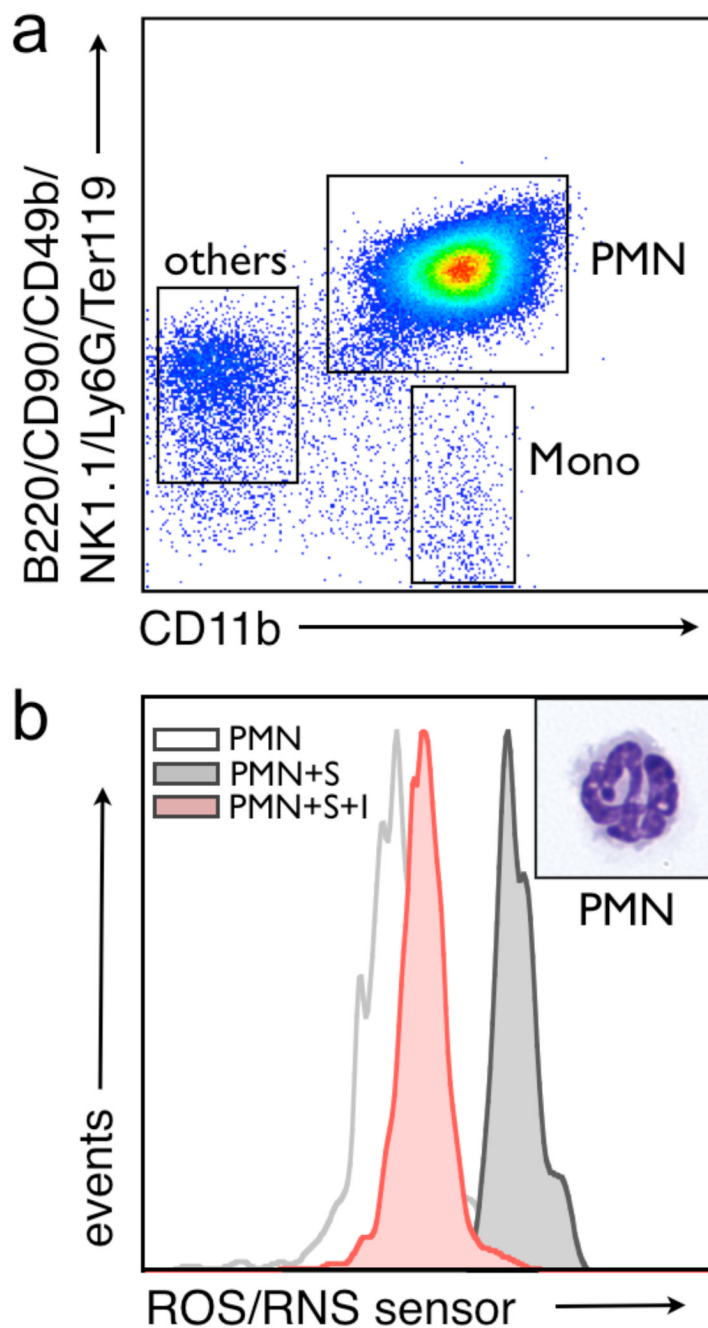 a
B220/CD90/CD49b/
NK1.1/Ly6G/Ter119
others
PMN
Mono
CD11b
b
PMN
PMN+S
PMN+S+I
PMN
events
ROS/RNS sensor